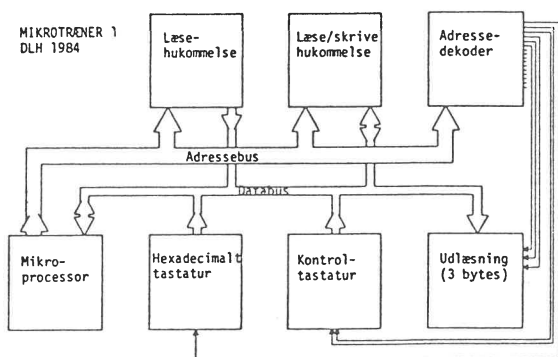 MIKROTRÆNER 1
DLH 1984
Læse-
hukommelse
Læse/skrive
hukommelse
Adresse-
dekoder
Adressebus
Databus
Mikro-
processor
Hexadecimalt
tastatur
Kontrol-
tastatur
Udlæsning
(3 bytes)